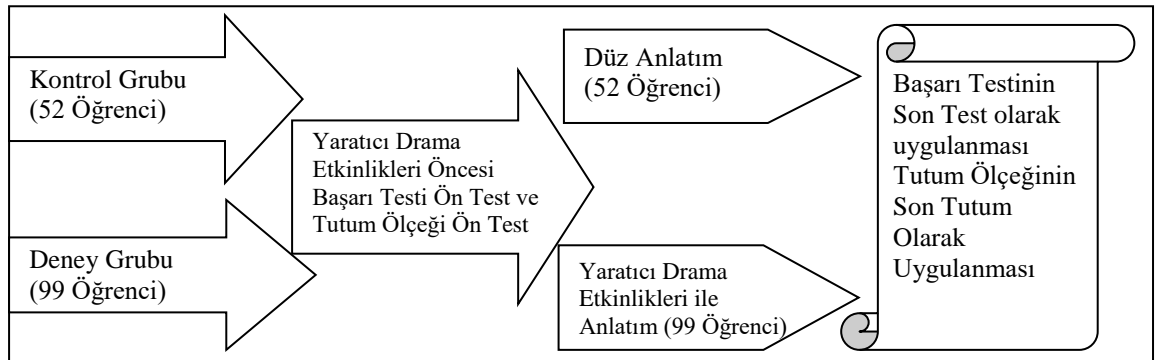 Kontrol Grubu
(52 Öğrenci)
Deney Grubu
(99 Öğrenci)
Yaratıcı Drama
Etkinlikleri Öncesi
Başarı Testi Ön Test ve
Tutum Ölçeği Ön Test
Düz Anlatım
(52 Öğrenci)
Yaratıcı Drama
Etkinlikleri ile
Anlatım (99 Öğrenci)
Başarı Testinin
Son Test olarak
uygulanması
Tutum Ölçeğinin
Son Tutum
Olarak
Uygulanması